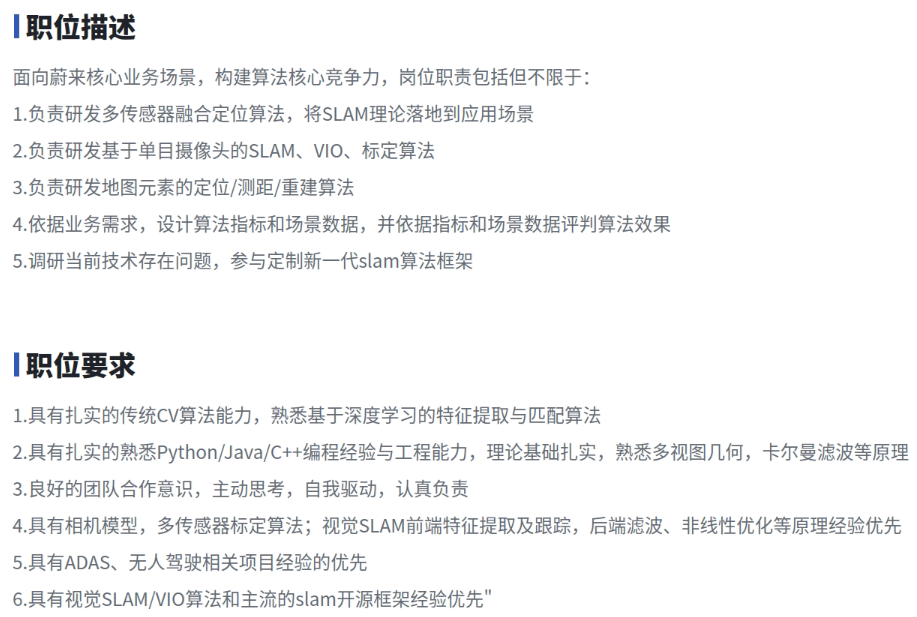 职位描述
面向蔚来核心业务场景，构建算法核心竞争力，岗位职责包括但不限于：
1.负责研发多传感器融合定位算法，将SLAM理论落地到应用场景
2.负责研发基于单目摄像头的SLAM、VIO、标定算法
3.负责研发地图元素的定位/测距/重建算法
4.依据业务需求，设计算法指标和场景数据，并依据指标和场景数据评判算法效果
5.调研当前技术存在问题，参与定制新一代slam算法框架
职位要求
1.具有扎实的传统CV算法能力，熟悉基于深度学习的特征提取与匹配算法
2.具有扎实的熟悉Python/Java/C++编程经验与工程能力，理论基础扎实，熟悉多视图几何，卡尔曼滤波等原理
3.良好的团队合作意识，主动思考，自我驱动，认真负责
4.具有相机模型，多传感器标定算法；视觉SLAM前端特征提取及跟踪，后端滤波、非线性优化等原理经验优先
5.具有ADAS、无人驾驶相关项目经验的优先
6.具有视觉SLAM/VIO算法和主流的slam开源框架经验优先"